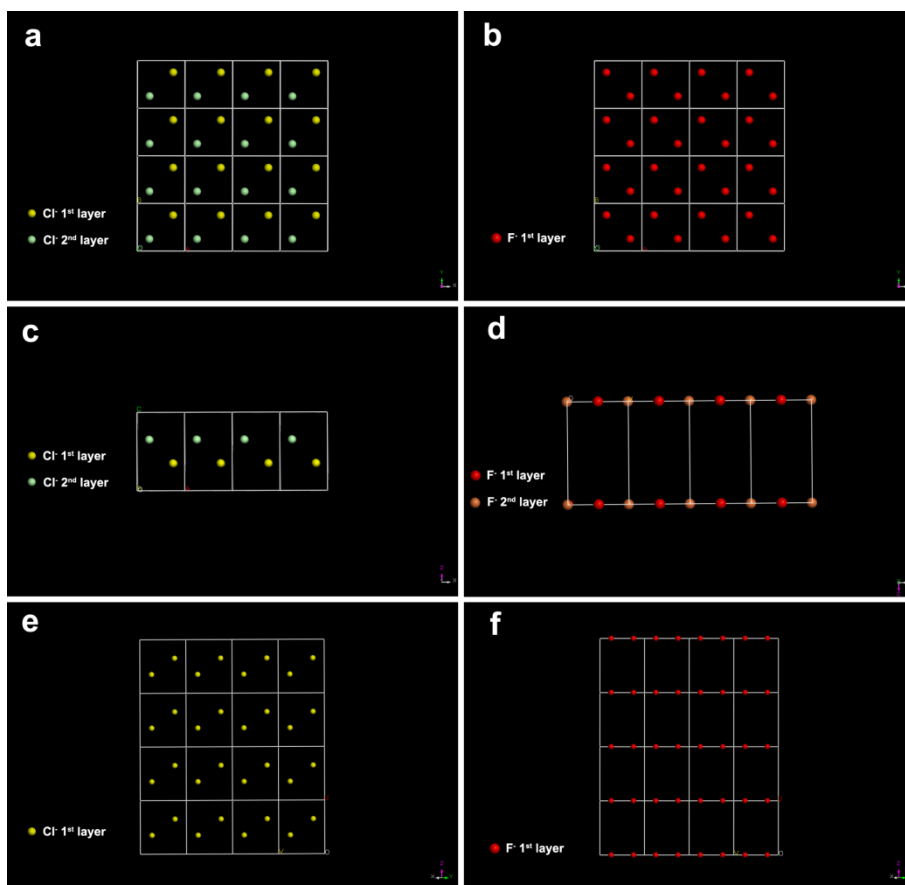 a
Cl⁻ 1st layer
Cl⁻ 2nd layer
b
F⁻ 1st layer
c
Cl⁻ 1st layer
Cl⁻ 2nd layer
d
F⁻ 1st layer
F⁻ 2nd layer
e
Cl⁻ 1st layer
f
F⁻ 1st layer